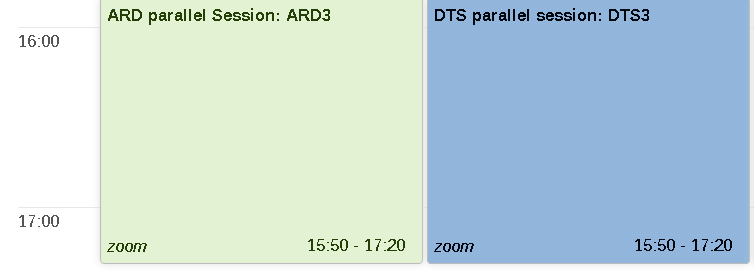 ARD parallel Session: ARD3
DTS parallel session: DTS3
16:00
17:00
zoom
15:50 - 17:20
zoom
15:50 - 17:20